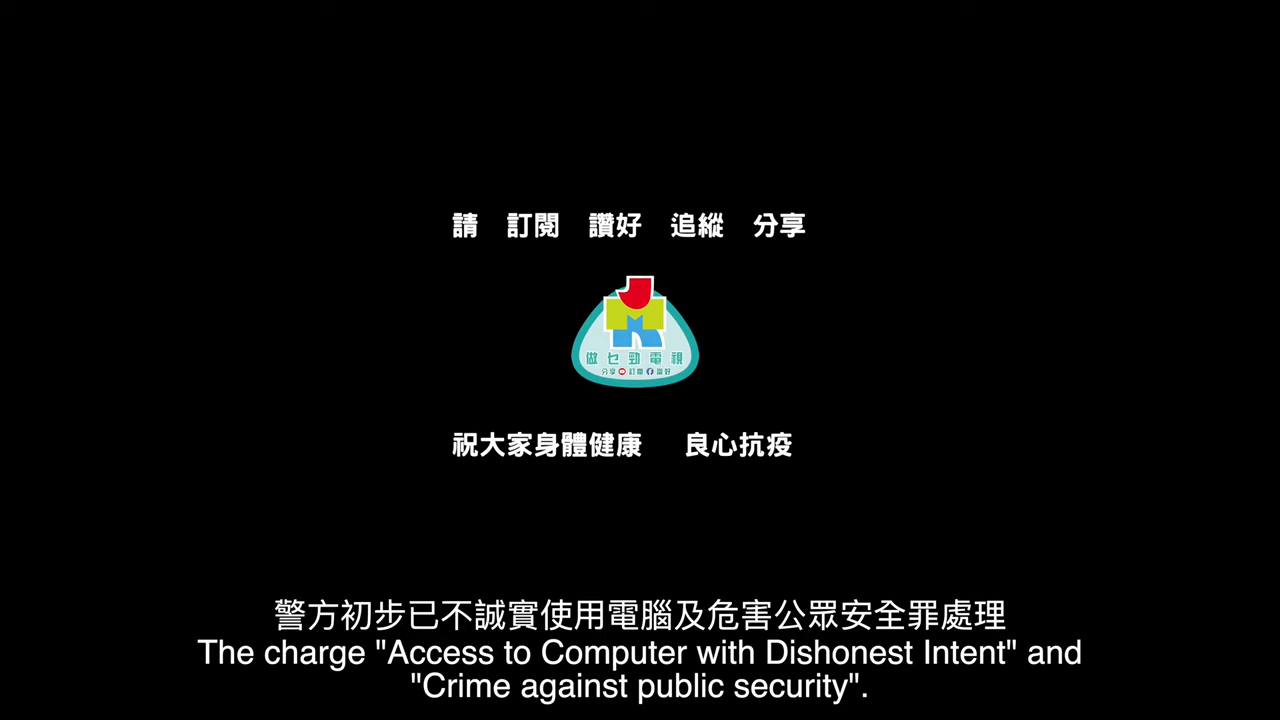 請 訂閱 讚好 追縱 分享
J
M
K
做乜勁電視
分享 訂閱 讚好
祝大家身體健康 良心抗疫
警方初步已不誠實使用電腦及危害公眾安全罪處理
The charge "Access to Computer with Dishonest Intent" and
"Crime against public security".